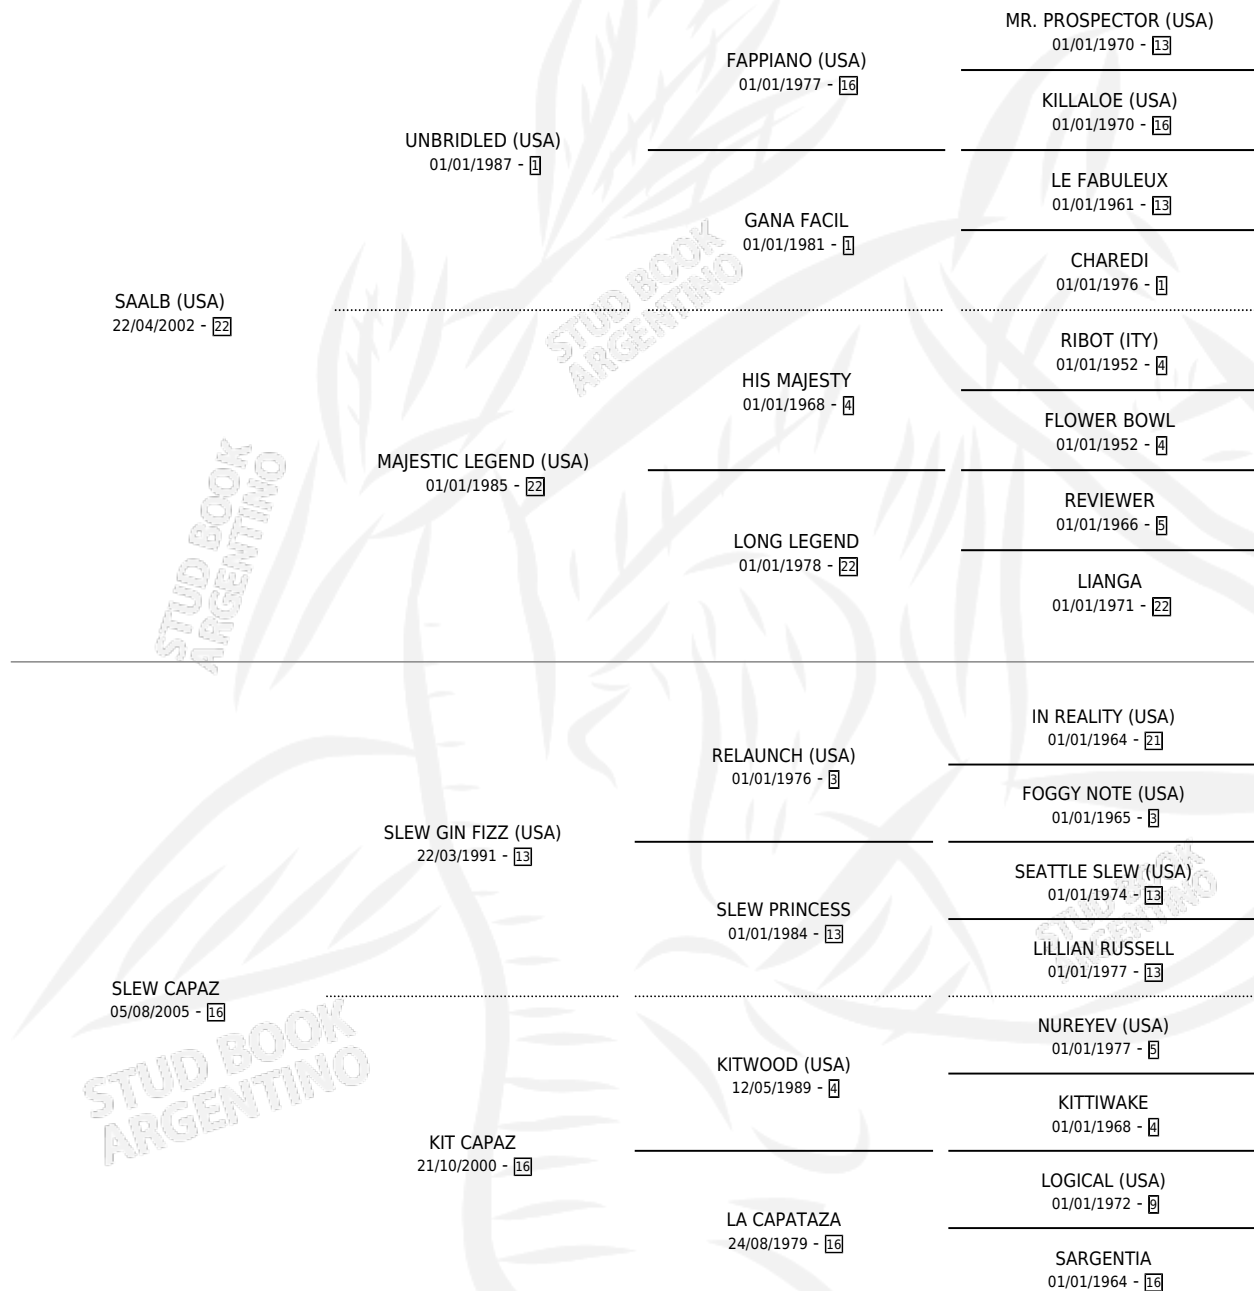 MR. PROSPECTOR (USA)
01/01/1970 - 13
FAPPIANO (USA)
01/01/1977 - 16
KILLALOE (USA)
01/01/1970 - 16
UNBRIDLED (USA)
01/01/1987 - 1
LE FABULEUX
01/01/1961 - 13
GANA FACIL
01/01/1981 - 1
CHAREDI
01/01/1976 - 1
SAALB (USA)
22/04/2002 - 22
RIBOT (ITY)
01/01/1952 - 4
HIS MAJESTY
01/01/1968 - 4
FLOWER BOWL
01/01/1952 - 4
MAJESTIC LEGEND (USA)
01/01/1985 - 22
REVIEWER
01/01/1966 - 5
LONG LEGEND
01/01/1978 - 22
LIANGA
01/01/1971 - 22
STUD BOOK
ARGENTINO
STUD BOOK
ARGENTINO
IN REALITY (USA)
01/01/1964 - 21
RELAUNCH (USA)
01/01/1976 - 3
FOGGY NOTE (USA)
01/01/1965 - 3
SLEW GIN FIZZ (USA)
22/03/1991 - 13
SEATTLE SLEW (USA)
01/01/1974 - 13
SLEW PRINCESS
01/01/1984 - 13
LILLIAN RUSSELL
01/01/1977 - 13
STUD BOOK
ARGENTINO
SLEW CAPAZ
05/08/2005 - 16
NUREYEV (USA)
01/01/1977 - 5
KITWOOD (USA)
12/05/1989 - 4
KITTIWAKE
01/01/1968 - 4
KIT CAPAZ
21/10/2000 - 16
LOGICAL (USA)
01/01/1972 - 9
LA CAPATAZA
24/08/1979 - 16
SARGENTIA
01/01/1964 - 16
STUD BOOK
ARGENTINO